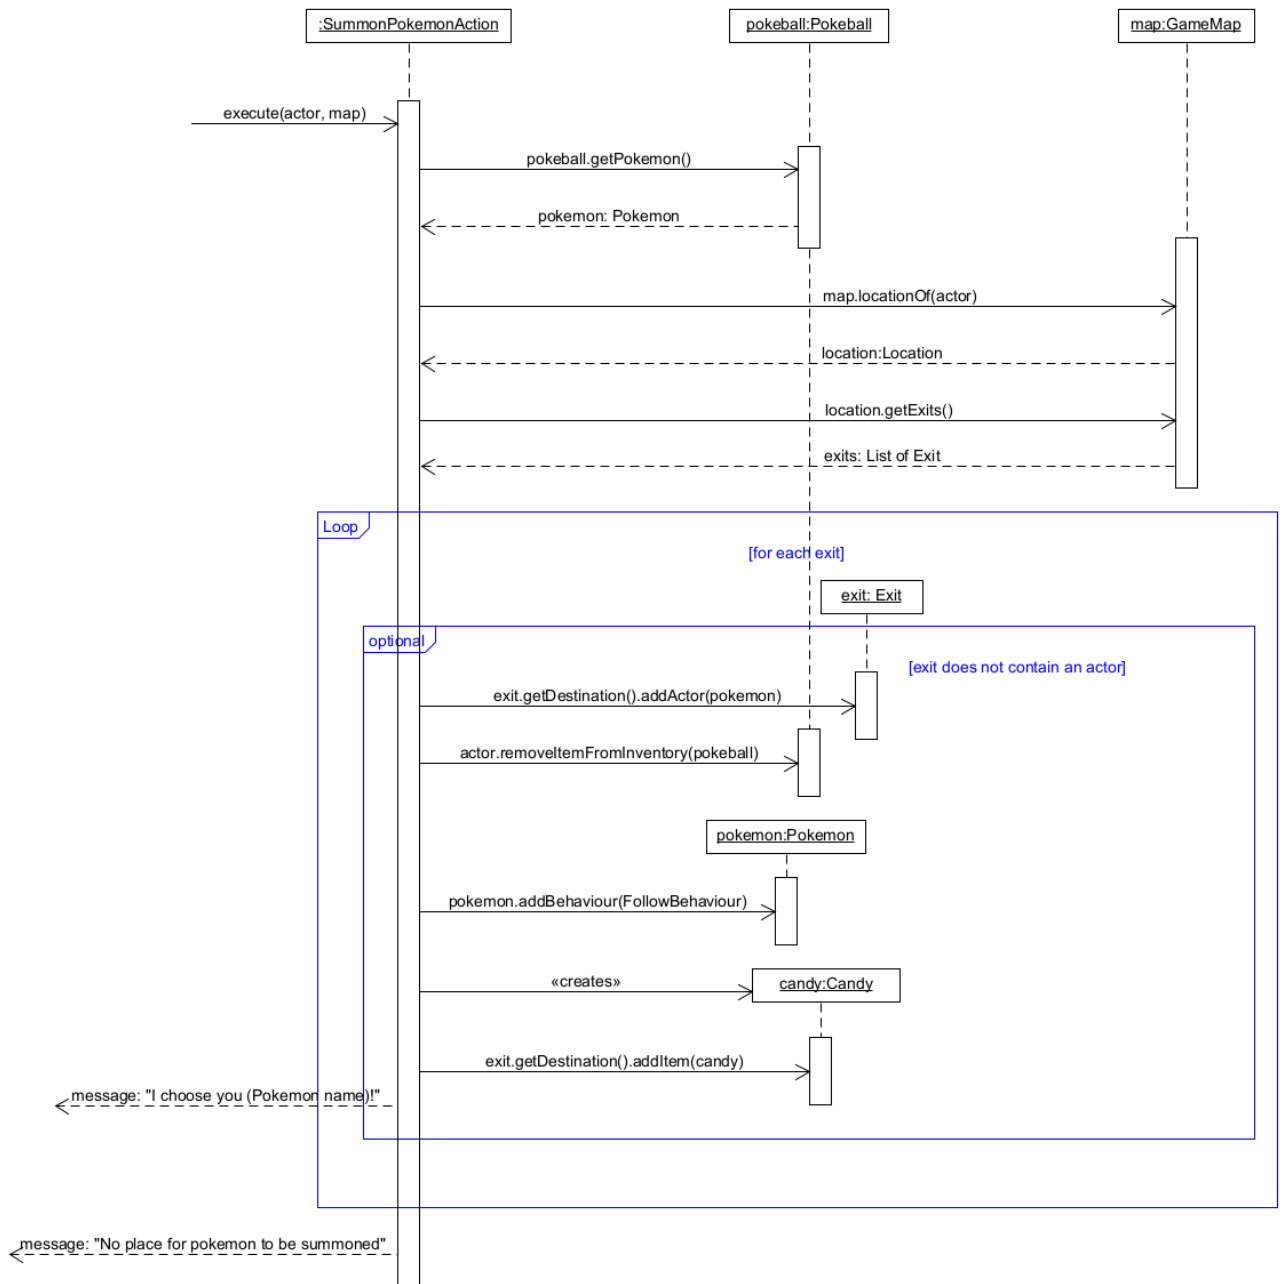 :SummonPokemonAction
pokeball:Pokeball
map:GameMap
execute(actor, map)
pokeball.getPokemon()
pokemon: Pokemon
map.locationOf(actor)
location:Location
location.getExits()
exits: List of Exit
Loop
[for each exit]
exit: Exit
optional
[exit does not contain an actor]
exit.getDestination().addActor(pokemon)
actor.removeItemFromInventory(pokeball)
pokemon:Pokemon
pokemon.addBehaviour(FollowBehaviour)
«creates»
candy:Candy
exit.getDestination().addItem(candy)
message: "I choose you (Pokemon name)!"
message: "No place for pokemon to be summoned"